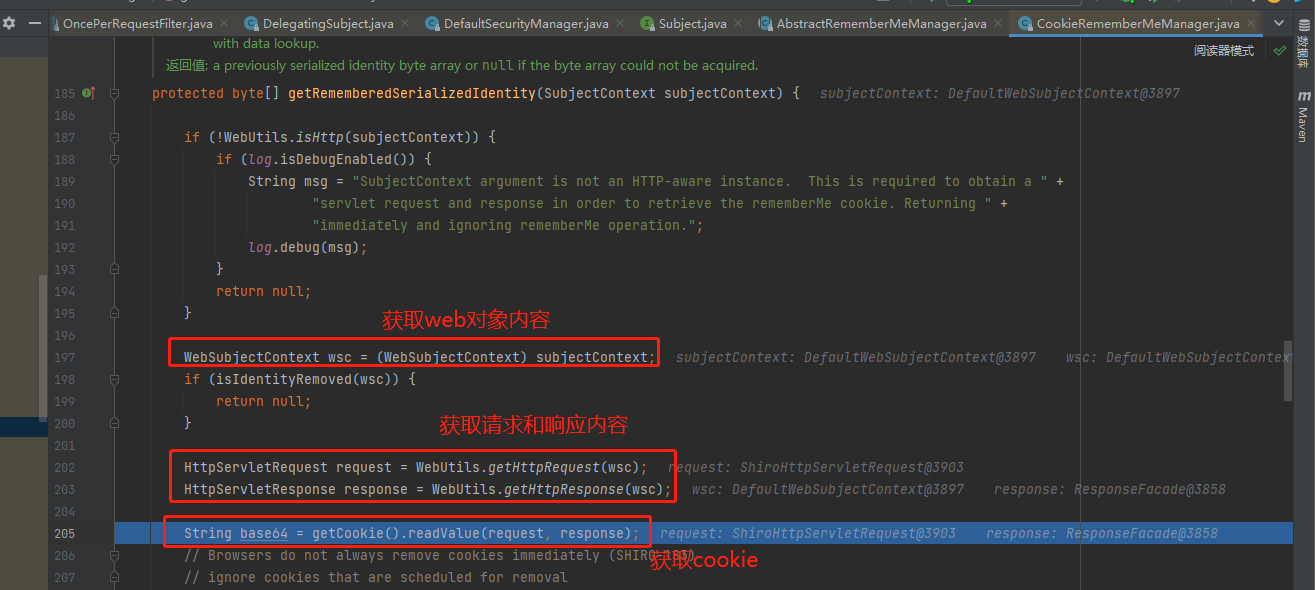 OncePerRequestFilter.java DelegatingSubject.java DefaultSecurityManager.java Subject.java AbstractRememberMeManager.java CookieRememberMeManager.java
with data lookup.
阅读器模式
返回值: a previously serialized identity byte array or null if the byte array could not be acquired.
数据库
m Maven
185 protected byte[] getRememberedSerializedIdentity(SubjectContext subjectContext) { subjectContext: DefaultWebSubjectContext@3897
186
187 if (!WebUtils.isHttp(subjectContext)) {
188 if (log.isDebugEnabled()) {
189 String msg = "SubjectContext argument is not an HTTP-aware instance.  This is required to obtain a " +
190 "servlet request and response in order to retrieve the rememberMe cookie. Returning " +
191 "immediately and ignoring rememberMe operation.";
192 log.debug(msg);
193 }
194 return null;
195 }
196
获取web对象内容
197 WebSubjectContext wsc = (WebSubjectContext) subjectContext; subjectContext: DefaultWebSubjectContext@3897 wsc: DefaultWebSubjectContex
198 if (isIdentityRemoved(wsc)) {
199 return null;
200 }
获取请求和响应内容
201
202 HttpServletRequest request = WebUtils.getHttpRequest(wsc); request: ShiroHttpServletRequest@3903
203 HttpServletResponse response = WebUtils.getHttpResponse(wsc); wsc: DefaultWebSubjectContext@3897 response: ResponseFacade@3858
204
205 String base64 = getCookie().readValue(request, response); request: ShiroHttpServletRequest@3903 response: ResponseFacade@3858
206 // Browsers do not always remove cookies immediately (SHIRO-183)
获取cookie
207 // ignore cookies that are scheduled for removal